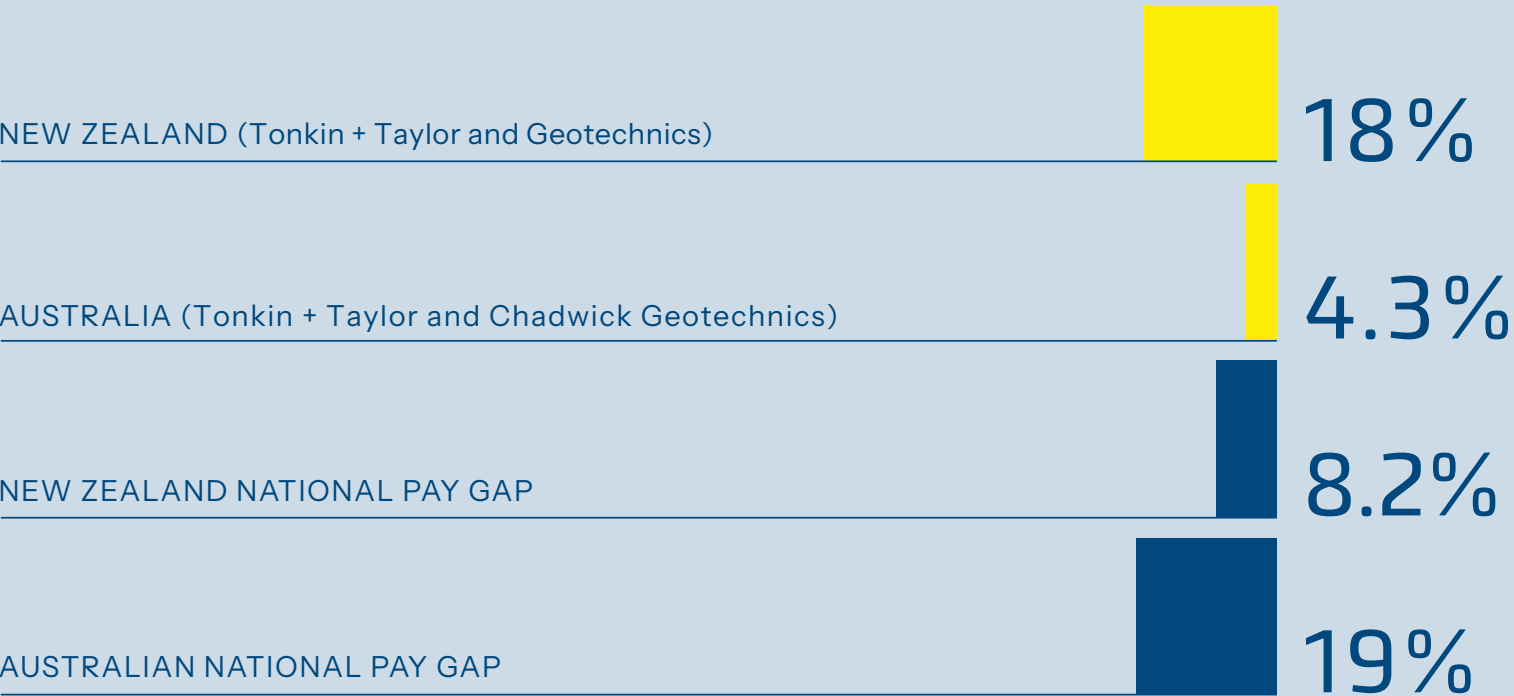 NEW ZEALAND (Tonkin + Taylor and Geotechnics) 18%
AUSTRALIA (Tonkin + Taylor and Chadwick Geotechnics) 4.3%
NEW ZEALAND NATIONAL PAY GAP 8.2%
AUSTRALIAN NATIONAL PAY GAP 19%